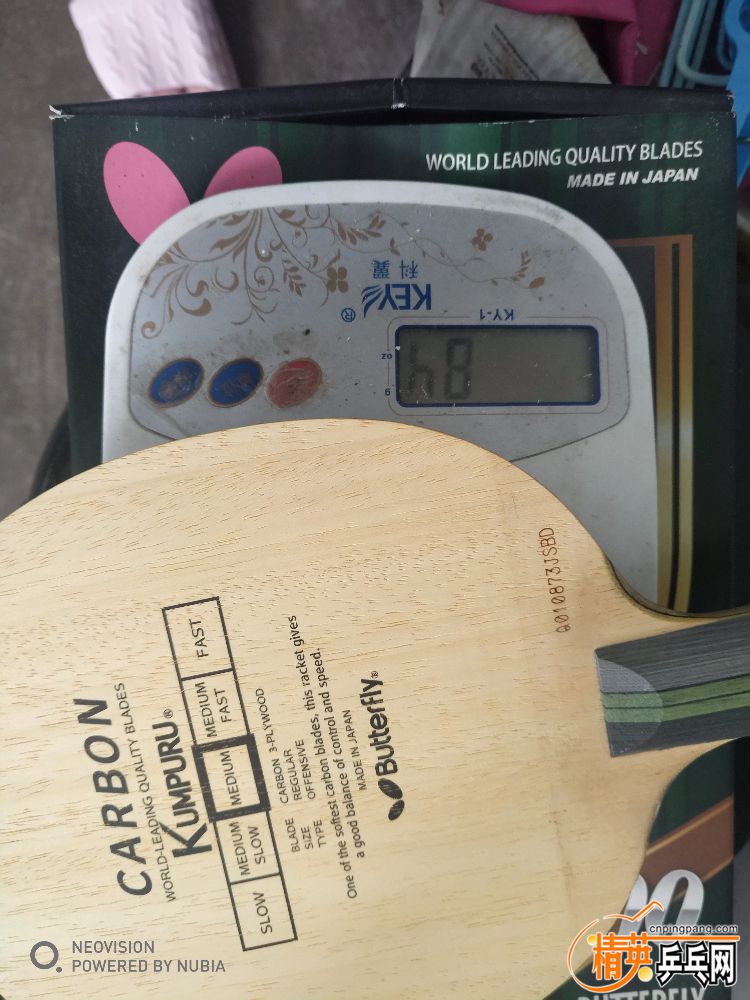 WORLD LEADING QUALITY BLADES
MADE IN JAPAN
KY-1
KEY®
科翼
84
g
oz
CARBON
WORLD-LEADING QUALITY BLADES
KUMPURU®
SLOW
MEDIUM SLOW
MEDIUM
MEDIUM FAST
FAST
BLADE CARBON 3-PLYWOOD
SIZE REGULAR
TYPE OFFENSIVE
One of the softest carbon blades, this racket gives
a good balance of control and speed.
MADE IN JAPAN
Butterfly®
Q010873JSBD
BUTTERFLY
NEOVISION
POWERED BY NUBIA
cnpingpang.com
精英乒乓网